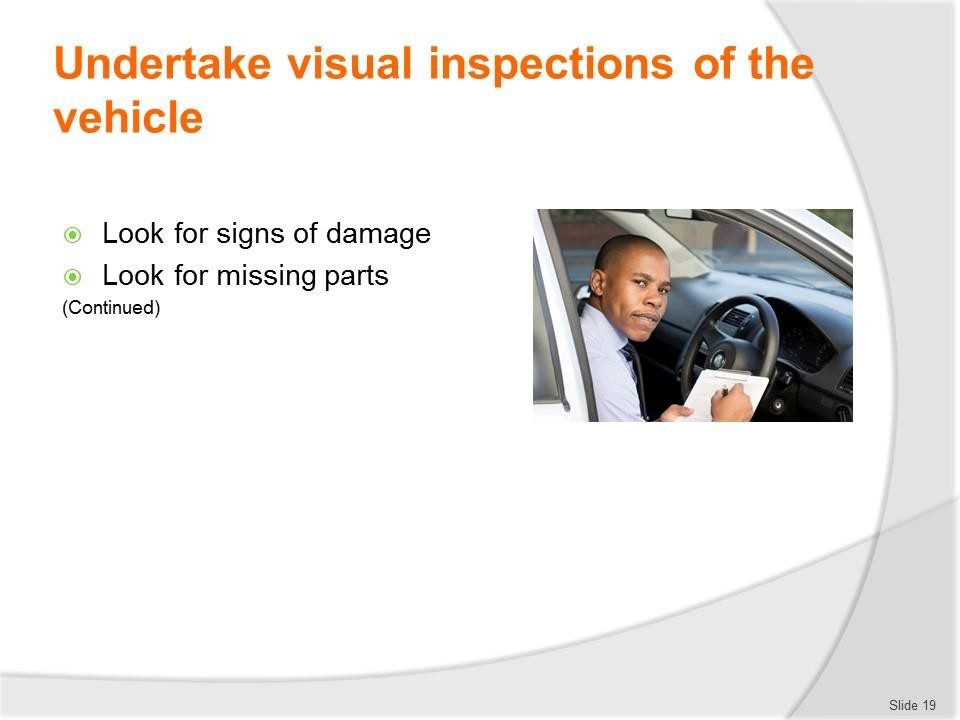 Undertake visual inspections of the
vehicle
Look for signs of damage
Look for missing parts
(Continued)
Slide 19